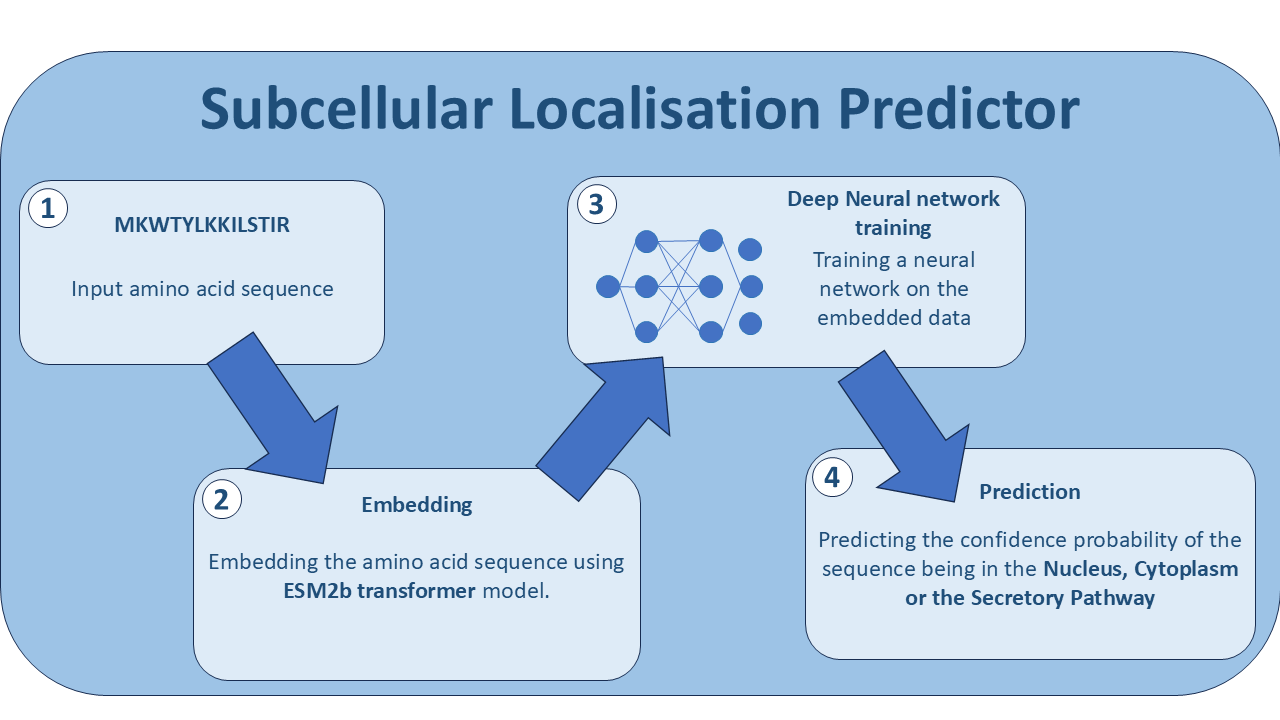 Subcellular Localisation Predictor
1
MKWTYLKKILSTIR
Input amino acid sequence
2
Embedding
Embedding the amino acid sequence using
ESM2b transformer model.
3
Deep Neural network
training
Training a neural
network on the
embedded data
4
Prediction
Predicting the confidence probability of the
sequence being in the Nucleus, Cytoplasm
or the Secretory Pathway